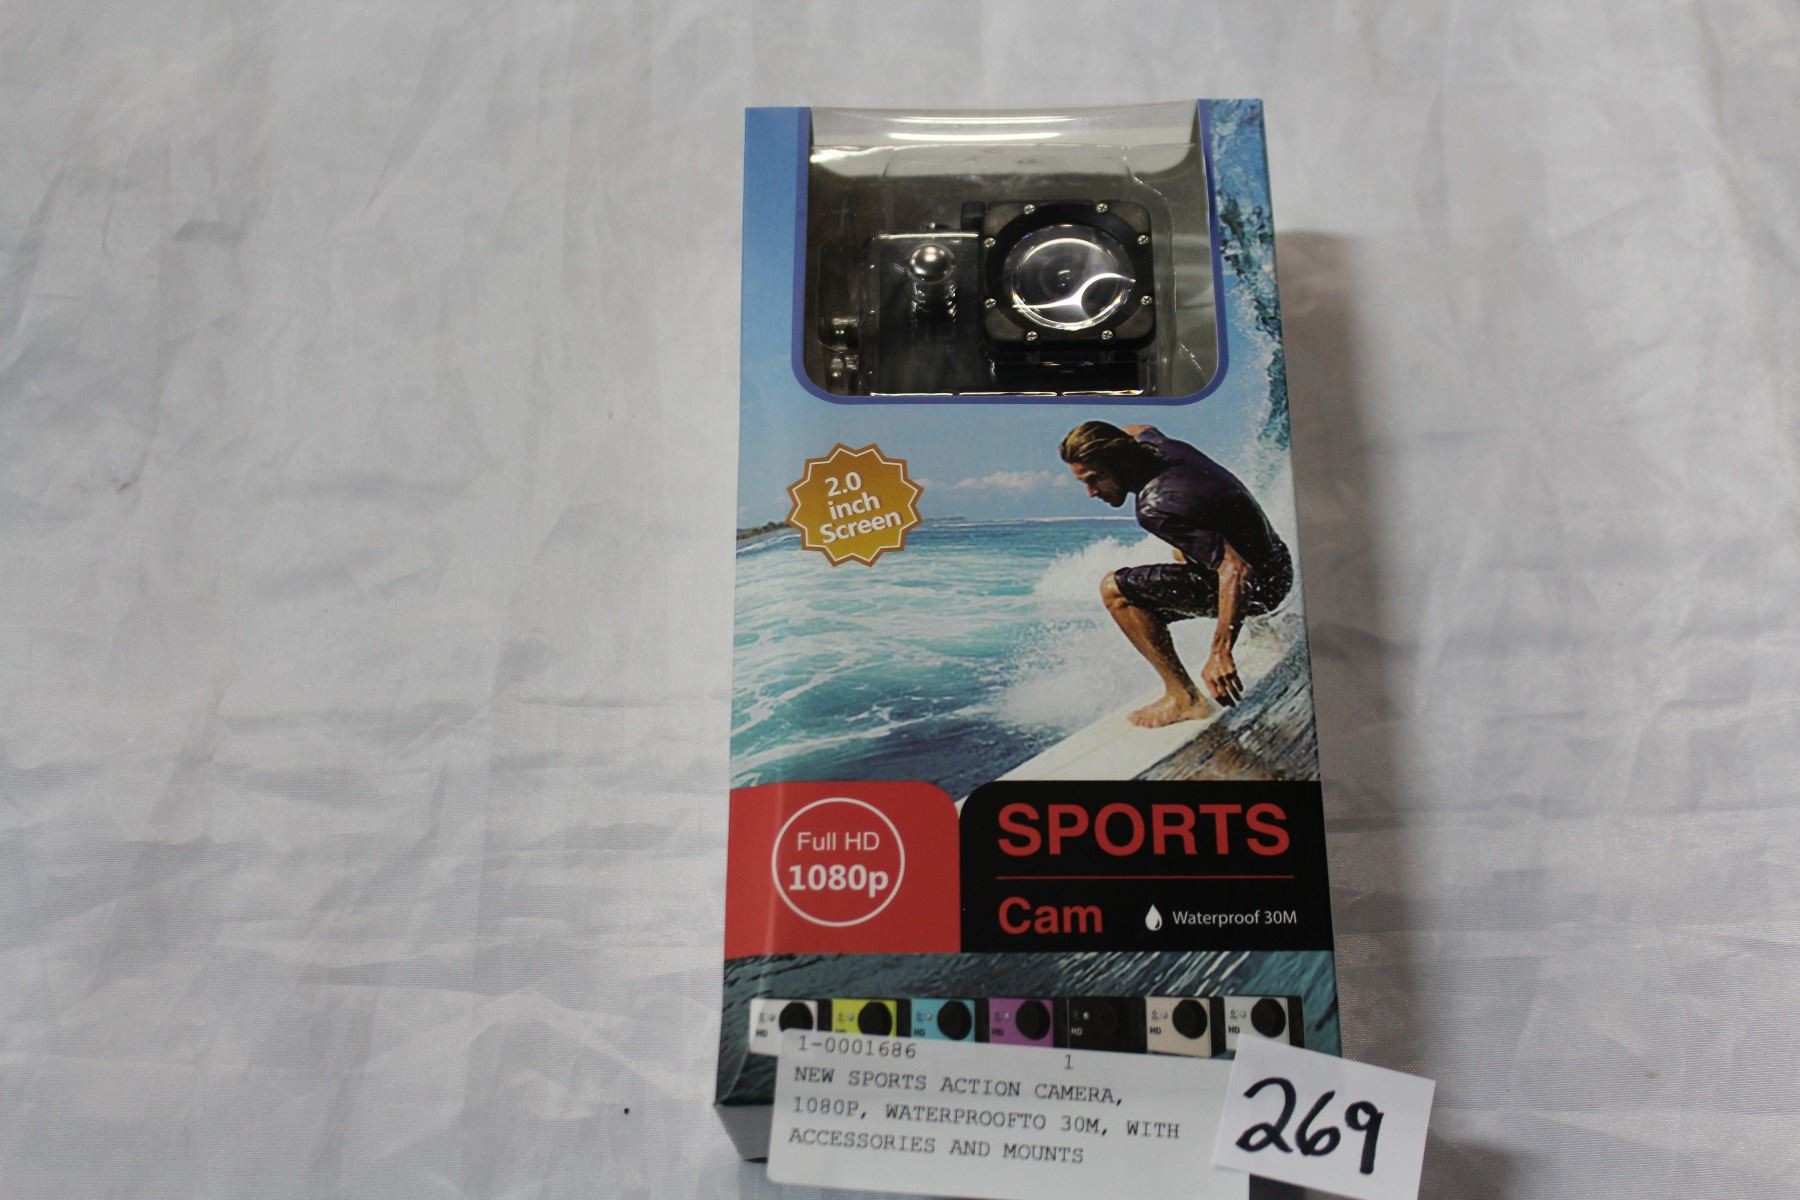 2.0
inch
Screen
Full HD
1080p
SPORTS
Cam
Waterproof 30M
HD
HD
HD
HD
HD
HD
1-0001686 1
NEW SPORTS ACTION CAMERA,
1080P, WATERPROOFTO 30M, WITH
ACCESSORIES AND MOUNTS
269